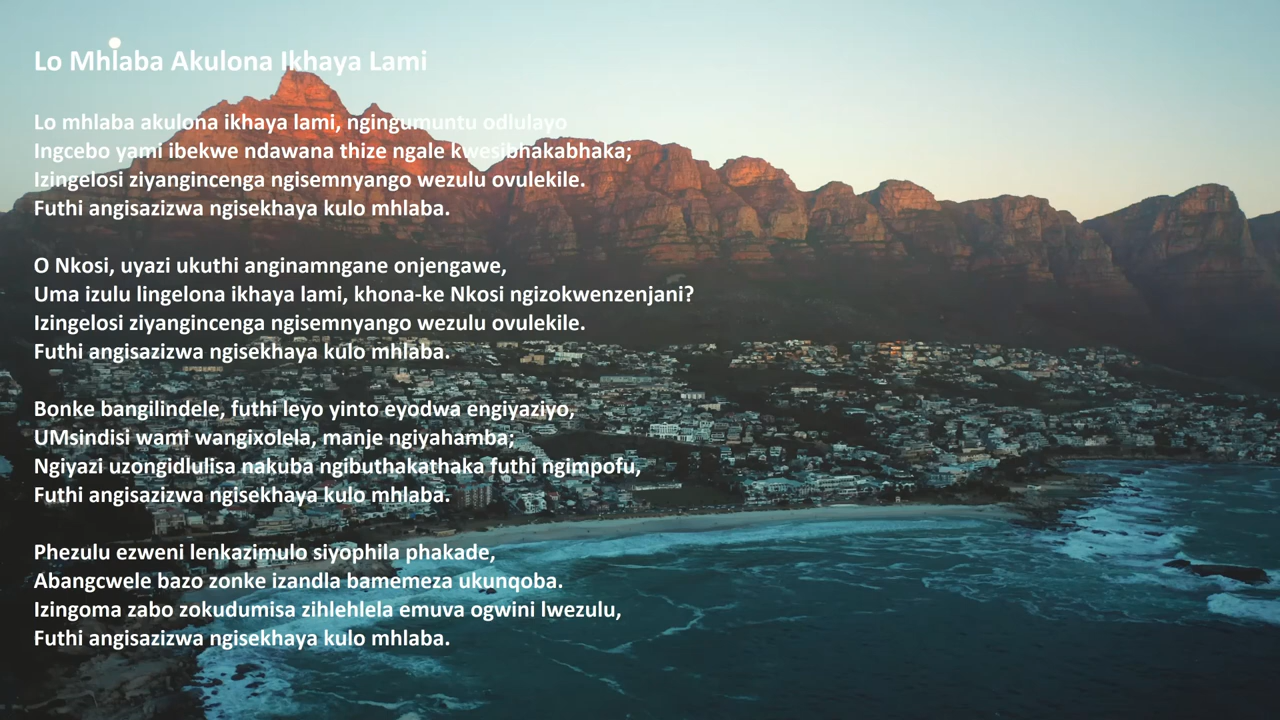 Lo Mhlaba Akulona Ikhaya Lami
Lo mhlaba akulona ikhaya lami, ngingumuntu odlulayo
Ingcebo yami ibekwe ndawana thize ngale kwesibhakabhaka;
Izingelosi ziyangincenga ngisemnyango wezulu ovulekile.
Futhi angisazizwa ngisekhaya kulo mhlaba.
O Nkosi, uyazi ukuthi anginamngane onjengawe,
Uma izulu lingelona ikhaya lami, khona-ke Nkosi ngizokwenzenjani?
Izingelosi ziyangincenga ngisemnyango wezulu ovulekile.
Futhi angisazizwa ngisekhaya kulo mhlaba.
Bonke bangilindele, futhi leyo yinto eyodwa engiyaziyo,
UMsindisi wami wangixolela, manje ngiyahamba;
Ngiyazi uzongidlulisa nakuba ngibuthakathaka futhi ngimpofu,
Futhi angisazizwa ngisekhaya kulo mhlaba.
Phezulu ezweni lenkazimulo siyophila phakade,
Abangcwele bazo zonke izandla bamemeza ukunqoba.
Izingoma zabo zokudumisa zihlehlela emuva ogwini lwezulu,
Futhi angisazizwa ngisekhaya kulo mhlaba.